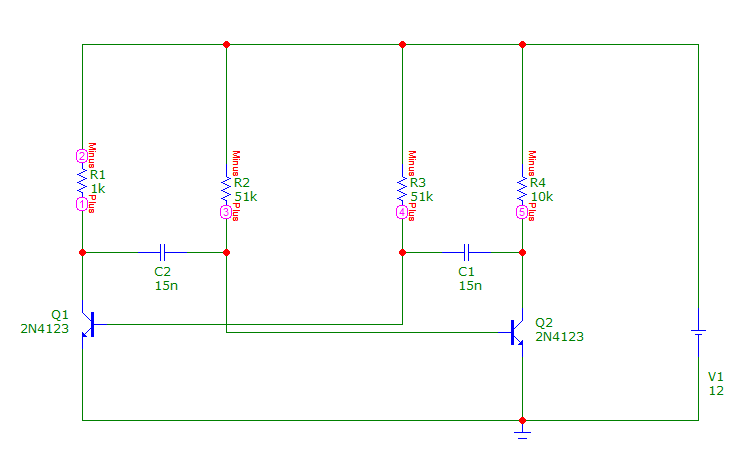 Minus
2
R1
1k
1
Plus
Minus
R2
51k
3
Plus
Minus
R3
51k
4
Plus
Minus
R4
10k
5
Plus
C2
15n
C1
15n
Q1
2N4123
Q2
2N4123
V1
12